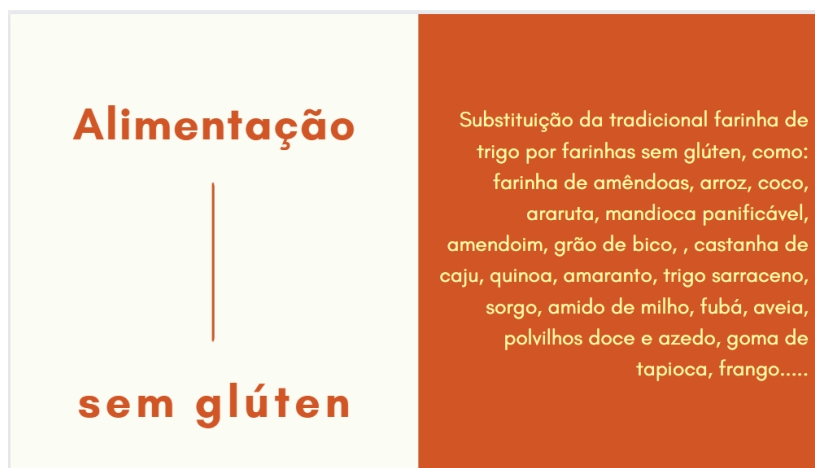 Alimentação
sem glúten
Substituição da tradicional farinha de
trigo por farinhas sem glúten, como:
farinha de amêndoas, arroz, coco,
araruta, mandioca panificável,
amendoim, grão de bico, , castanha de
caju, quinoa, amaranto, trigo sarraceno,
sorgo, amido de milho, fubá, aveia,
polvilhos doce e azedo, goma de
tapioca, frango.....